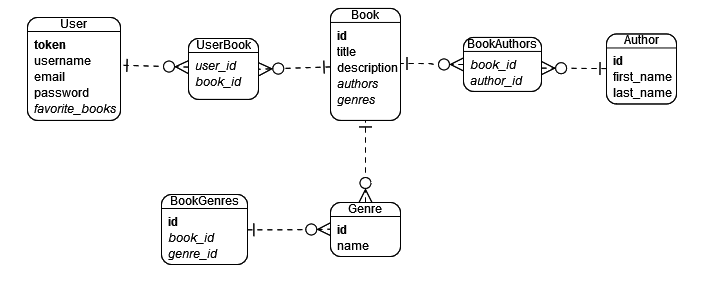 User
token
username
email
password
favorite_books
UserBook
user_id
book_id
Book
id
title
description
authors
genres
BookAuthors
book_id
author_id
Author
id
first_name
last_name
BookGenres
id
book_id
genre_id
Genre
id
name